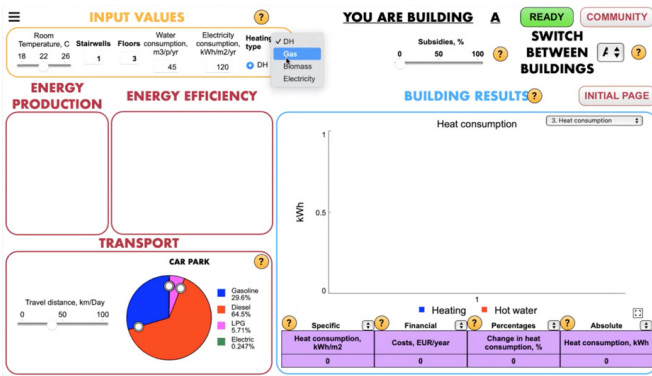 INPUT VALUES
?
YOU ARE BUILDING A
READY
COMMUNITY
Room Temperature, C
18 22 26
Stairwells
1
Floors
3
Water consumption, m3/p/yr
45
Electricity consumption, kWh/m2/yr
120
Heating type
DH
✓ DH
Gas
Biomass
Electricity
Subsidies, %
0 50 100
?
SWITCH BETWEEN BUILDINGS
?
ENERGY PRODUCTION
ENERGY EFFICIENCY
BUILDING RESULTS
?
INITIAL PAGE
Heat consumption
3. Heat consumption
kWh
1
0.5
0
1
Heating
Hot water
TRANSPORT
CAR PARK
?
Travel distance, km/Day
0 50 100
Gasoline
29.6%
Diesel
64.5%
LPG
5.71%
Electric
0.247%
? Specific
? Financial
? Percentages
? Absolute
Heat consumption, kWh/m2
Costs, EUR/year
Change in heat consumption, %
Heat consumption, kWh
0
0
0
0